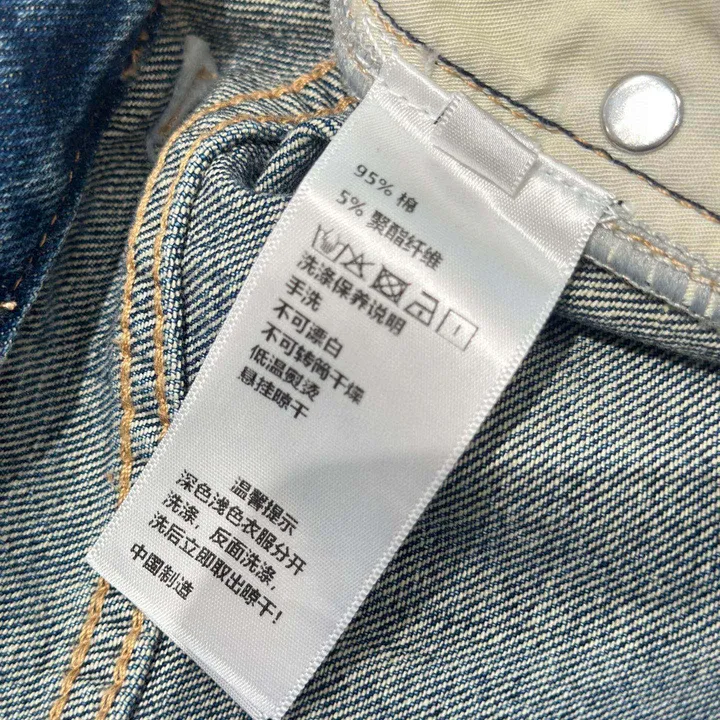 95% 棉
5% 聚酯纤维
洗涤保养说明
手洗
不可漂白
不可转筒干燥
低温熨烫
悬挂晾干
温馨提示
深色浅色衣服分开
洗涤，反面洗涤，
洗后立即取出晾干！
中国制造